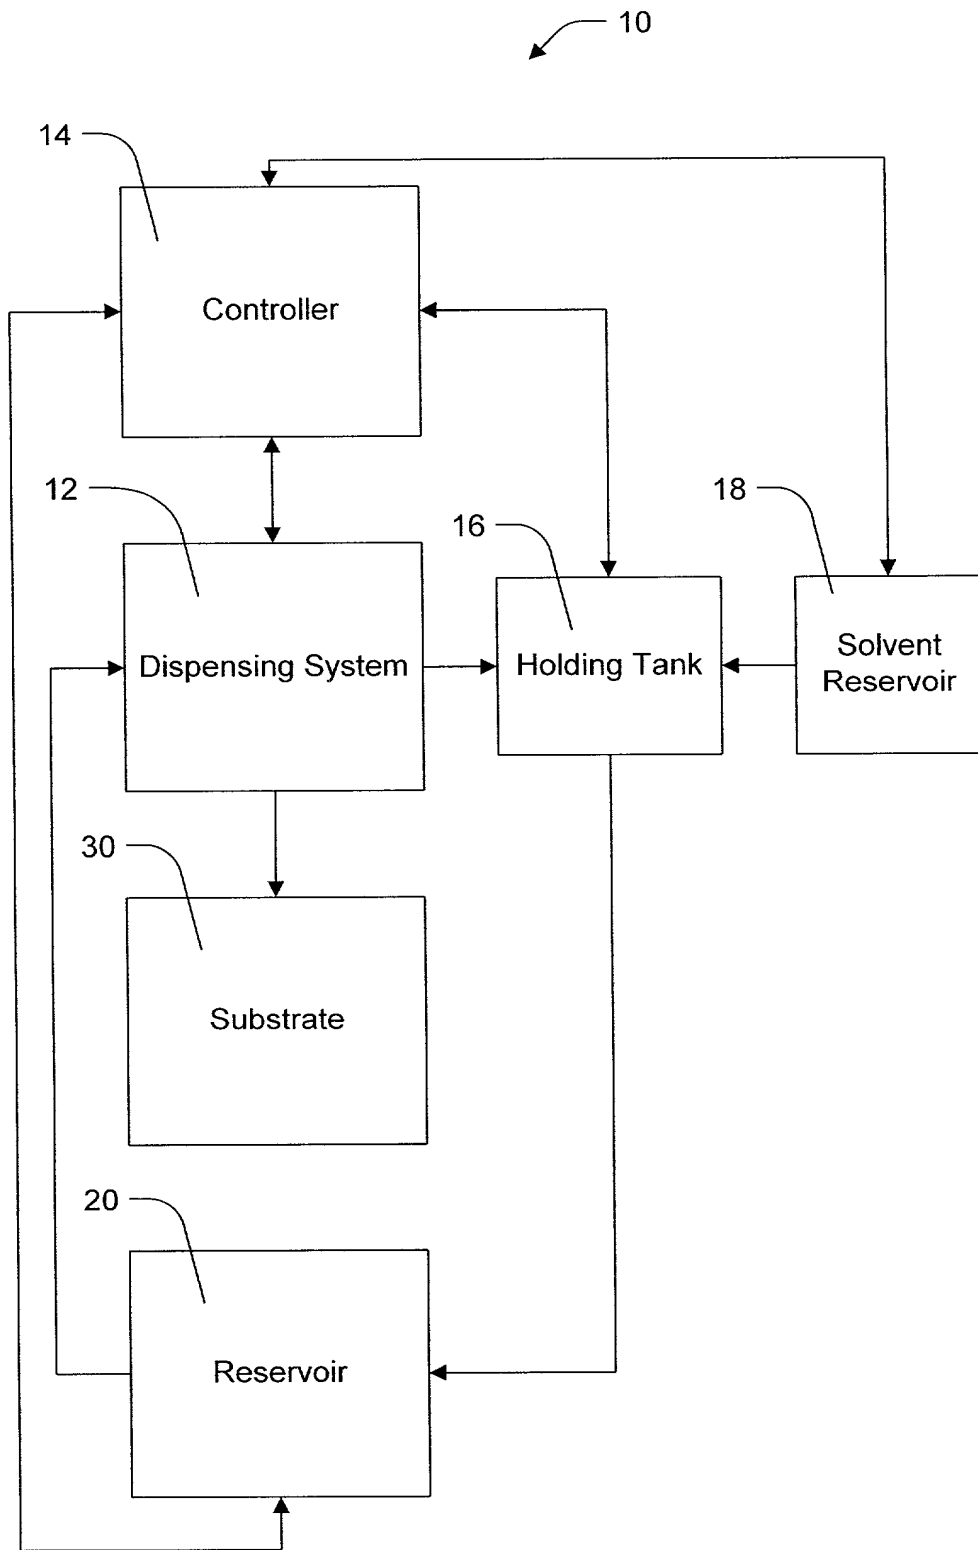 10
14
Controller
12
16
18
Dispensing System
Holding Tank
Solvent
Reservoir
30
Substrate
20
Reservoir